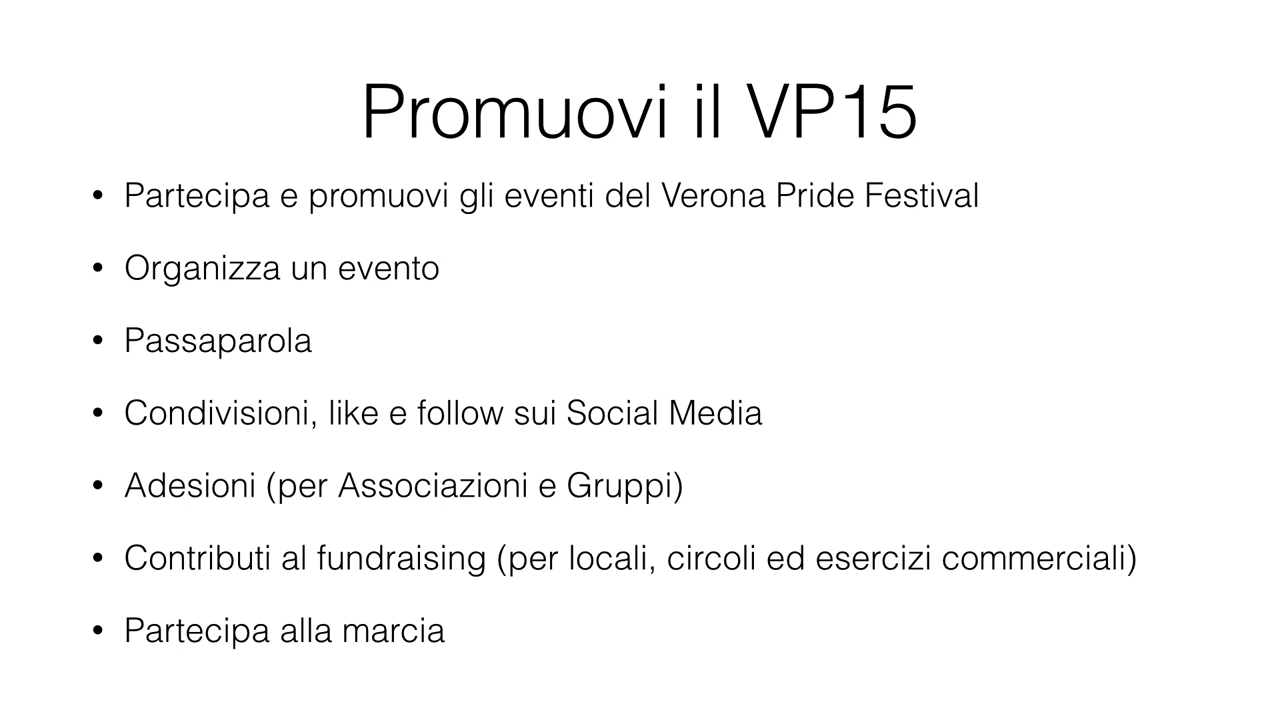 Promuovi il VP15
• Partecipa e promuovi gli eventi del Verona Pride Festival
• Organizza un evento
• Passaparola
• Condivisioni, like e follow sui Social Media
• Adesioni (per Associazioni e Gruppi)
• Contributi al fundraising (per locali, circoli ed esercizi commerciali)
• Partecipa alla marcia